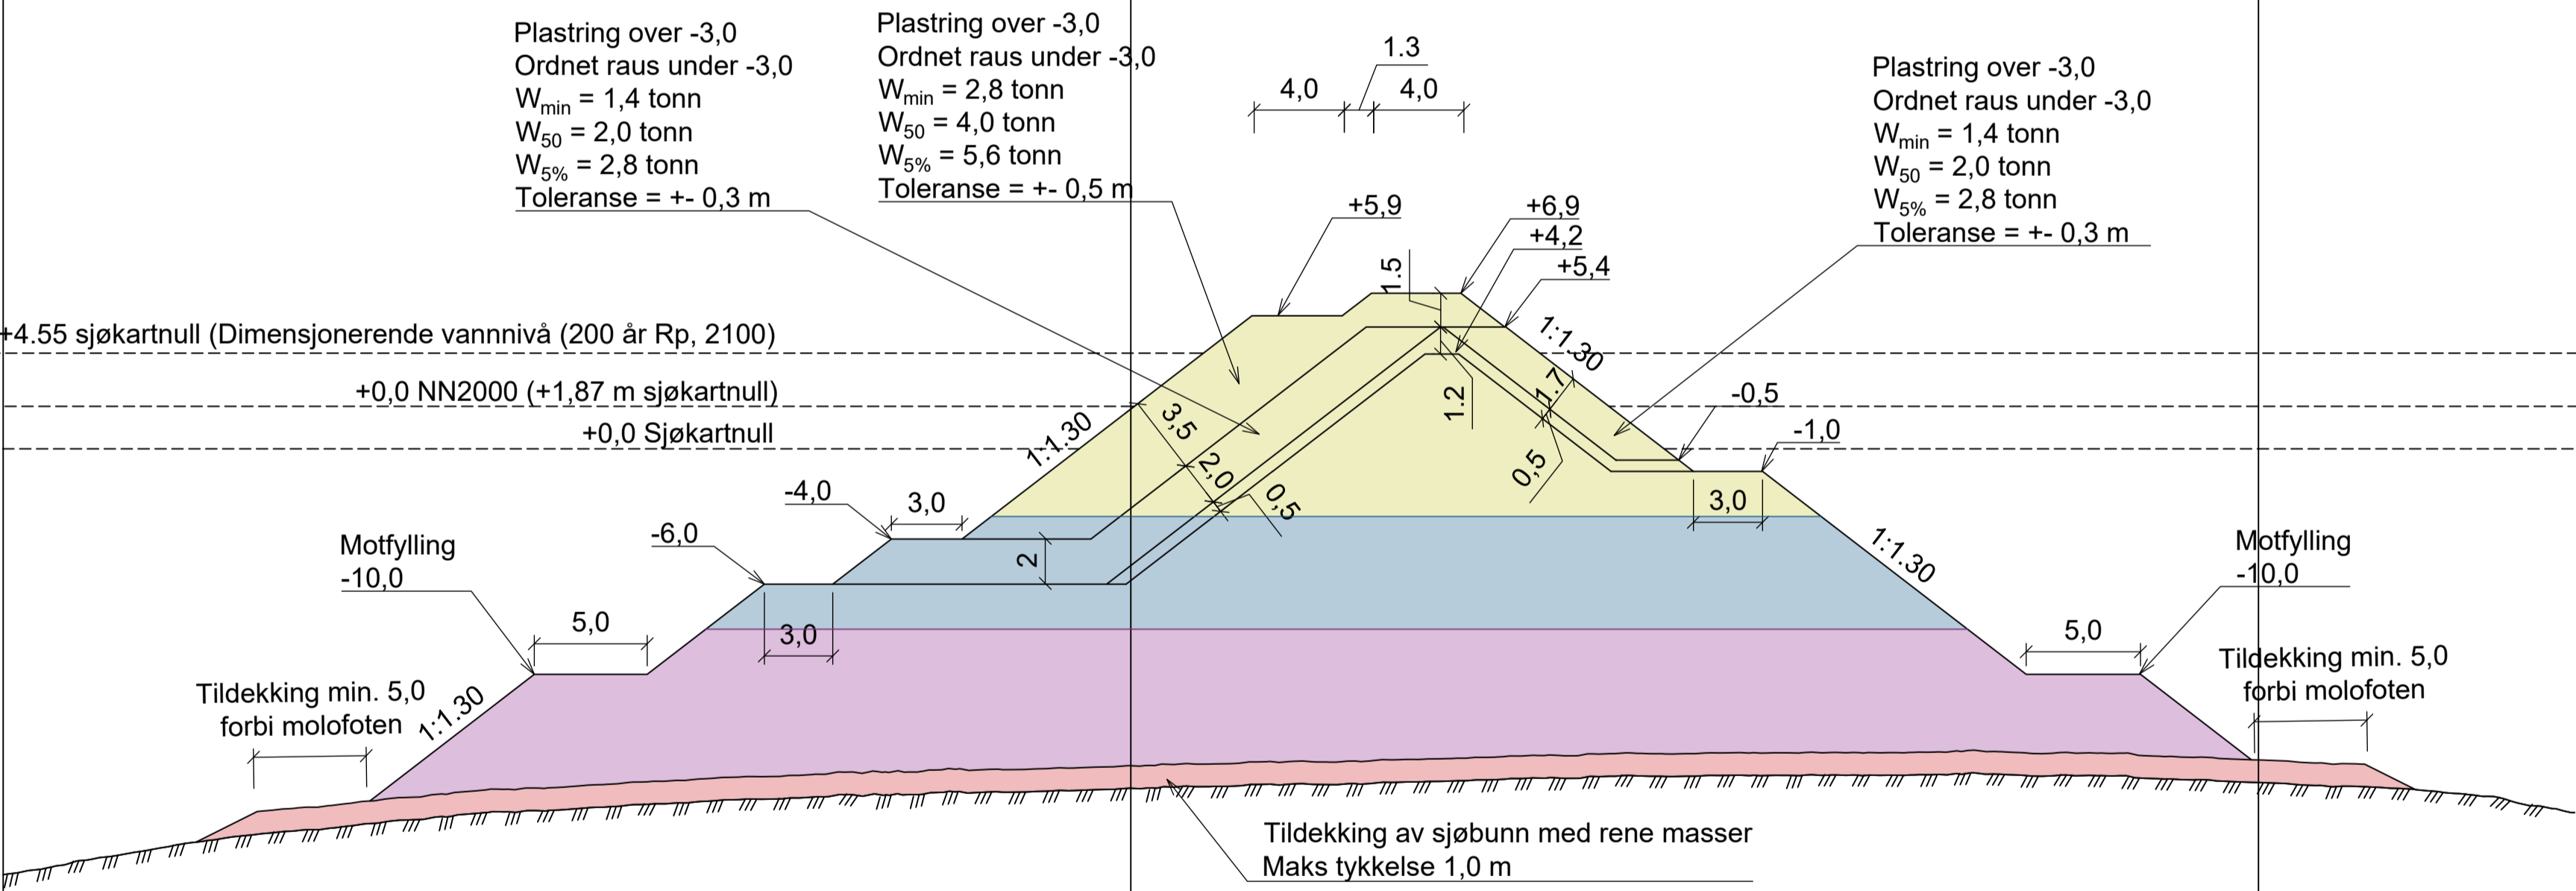 Plastring over -3,0
Ordnet raus under -3,0
Wmin = 1,4 tonn
W50 = 2,0 tonn
W5% = 2,8 tonn
Toleranse = +- 0,3 m
Plastring over -3,0
Ordnet raus under -3,0
Wmin = 2,8 tonn
W50 = 4,0 tonn
W5% = 5,6 tonn
Toleranse = +- 0,5 m
1.3
4,0
4,0
Plastring over -3,0
Ordnet raus under -3,0
Wmin = 1,4 tonn
W50 = 2,0 tonn
W5% = 2,8 tonn
Toleranse = +- 0,3 m
+5,9
+6,9
+4,2
+5,4
1.5
+4.55 sjøkartnull (Dimensjonerende vannnivå (200 år Rp, 2100)
1:1.30
+0,0 NN2000 (+1,87 m sjøkartnull)
1.7
1.2
-0,5
+0,0 Sjøkartnull
1:1.30
3,5
-1,0
2,0
0,5
0,5
-4,0
3,0
3,0
-6,0
2
1:1.30
Motfylling
-10,0
Motfylling
-10,0
5,0
3,0
5,0
Tildekking min. 5,0
forbi molofoten
1:1.30
Tildekking min. 5,0
forbi molofoten
Tildekking av sjøbunn med rene masser
Maks tykkelse 1,0 m